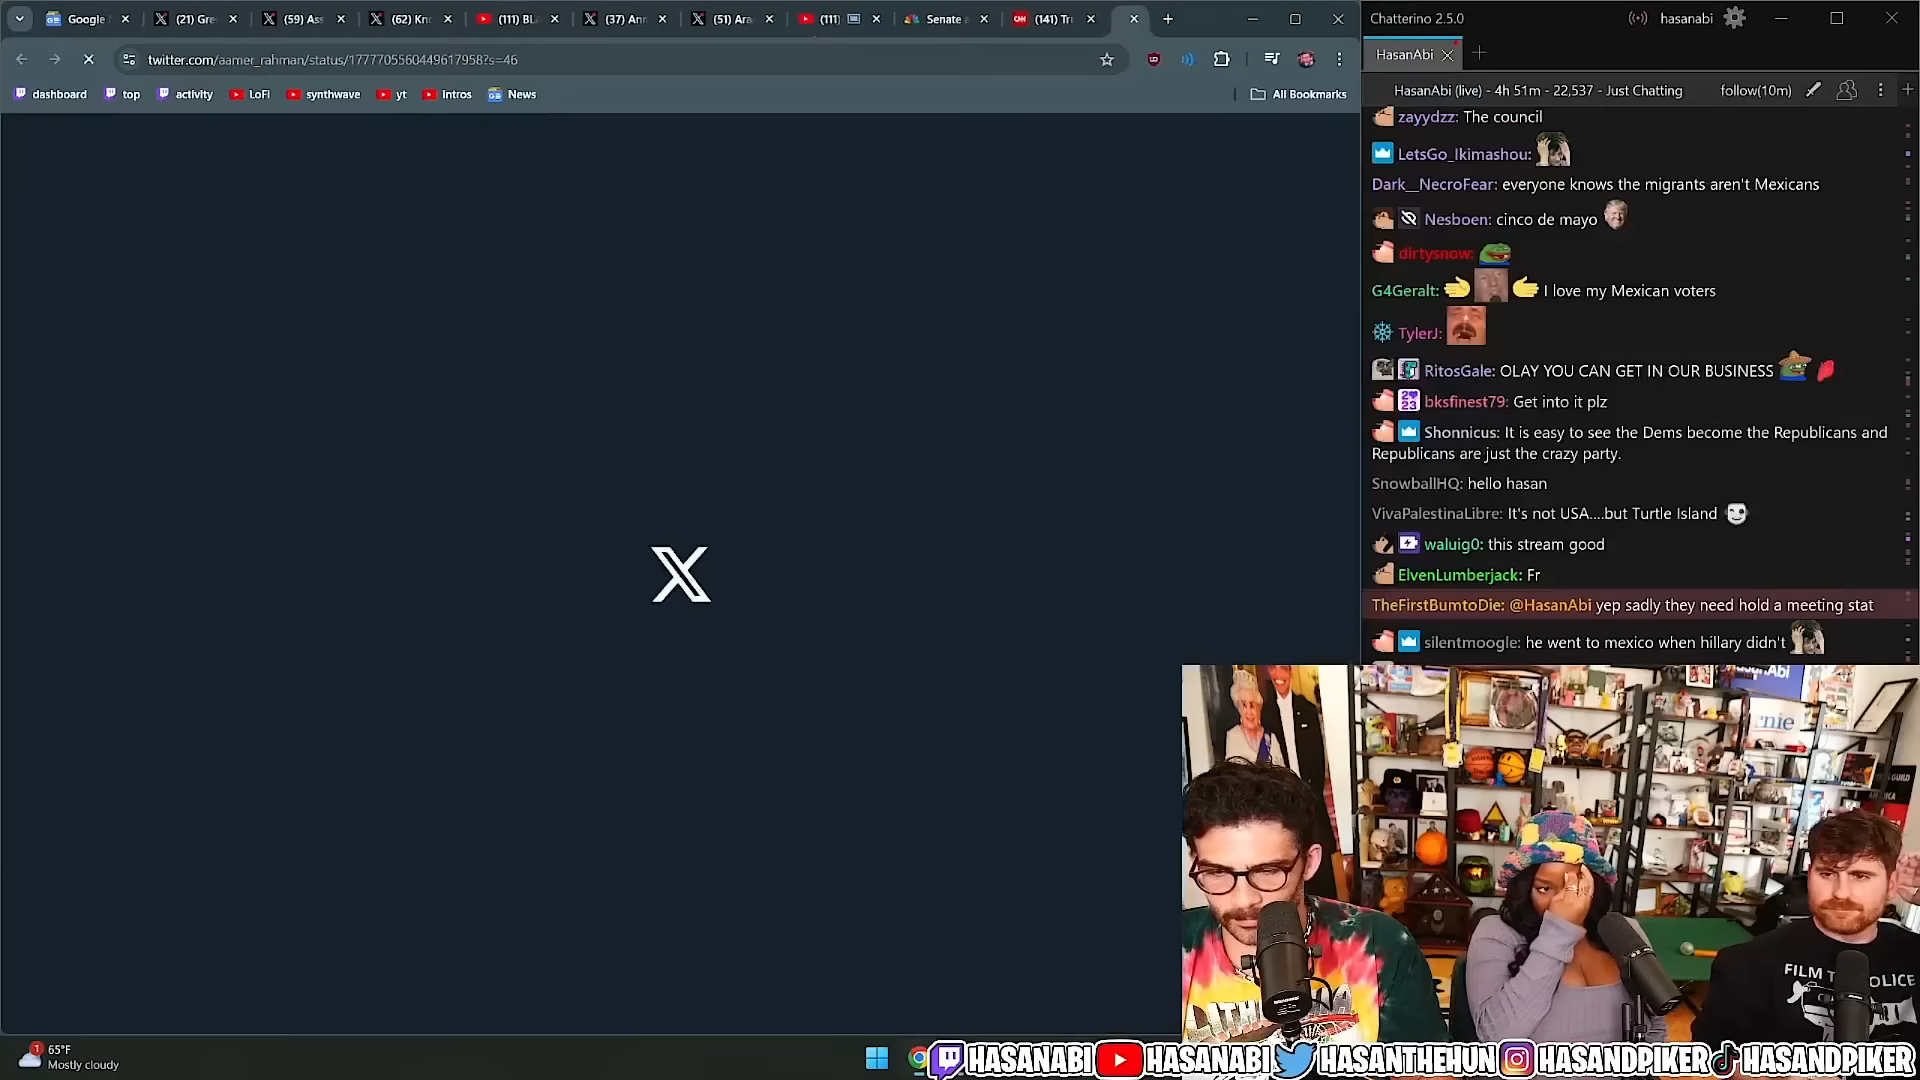 Google
(21) Gre
(59) Ass
(62) Kno
(111) BL
(37) Ann
(51) Ara
(111)
Senate a
CNN
(141) Tr
twitter.com/aamer_rahman/status/1777705560449617958?s=46
dashboard
top
activity
LoFi
synthwave
yt
Intros
News
All Bookmarks
Chatterino 2.5.0
hasanabi
HasanAbi
HasanAbi (live) - 4h 51m - 22,537 - Just Chatting
follow(10m)
zayydzz: The council
LetsGo_Ikimashou:
Dark__NecroFear: everyone knows the migrants aren't Mexicans
Nesboen: cinco de mayo
dirtysnow:
G4Geralt: I love my Mexican voters
TylerJ:
RitosGale: OLAY YOU CAN GET IN OUR BUSINESS
bksfinest79: Get into it plz
Shonnicus: It is easy to see the Dems become the Republicans and
Republicans are just the crazy party.
SnowballHQ: hello hasan
VivaPalestinaLibre: It's not USA....but Turtle Island
waluig0: this stream good
ElvenLumberjack: Fr
TheFirstBumtoDie: @HasanAbi yep sadly they need hold a meeting stat
silentmoogle: he went to mexico when hillary didn't
1
65°F
Mostly cloudy
HASANABI
HASANABI
HASANTHEHUN
HASANDPIKER
HASANDPIKER